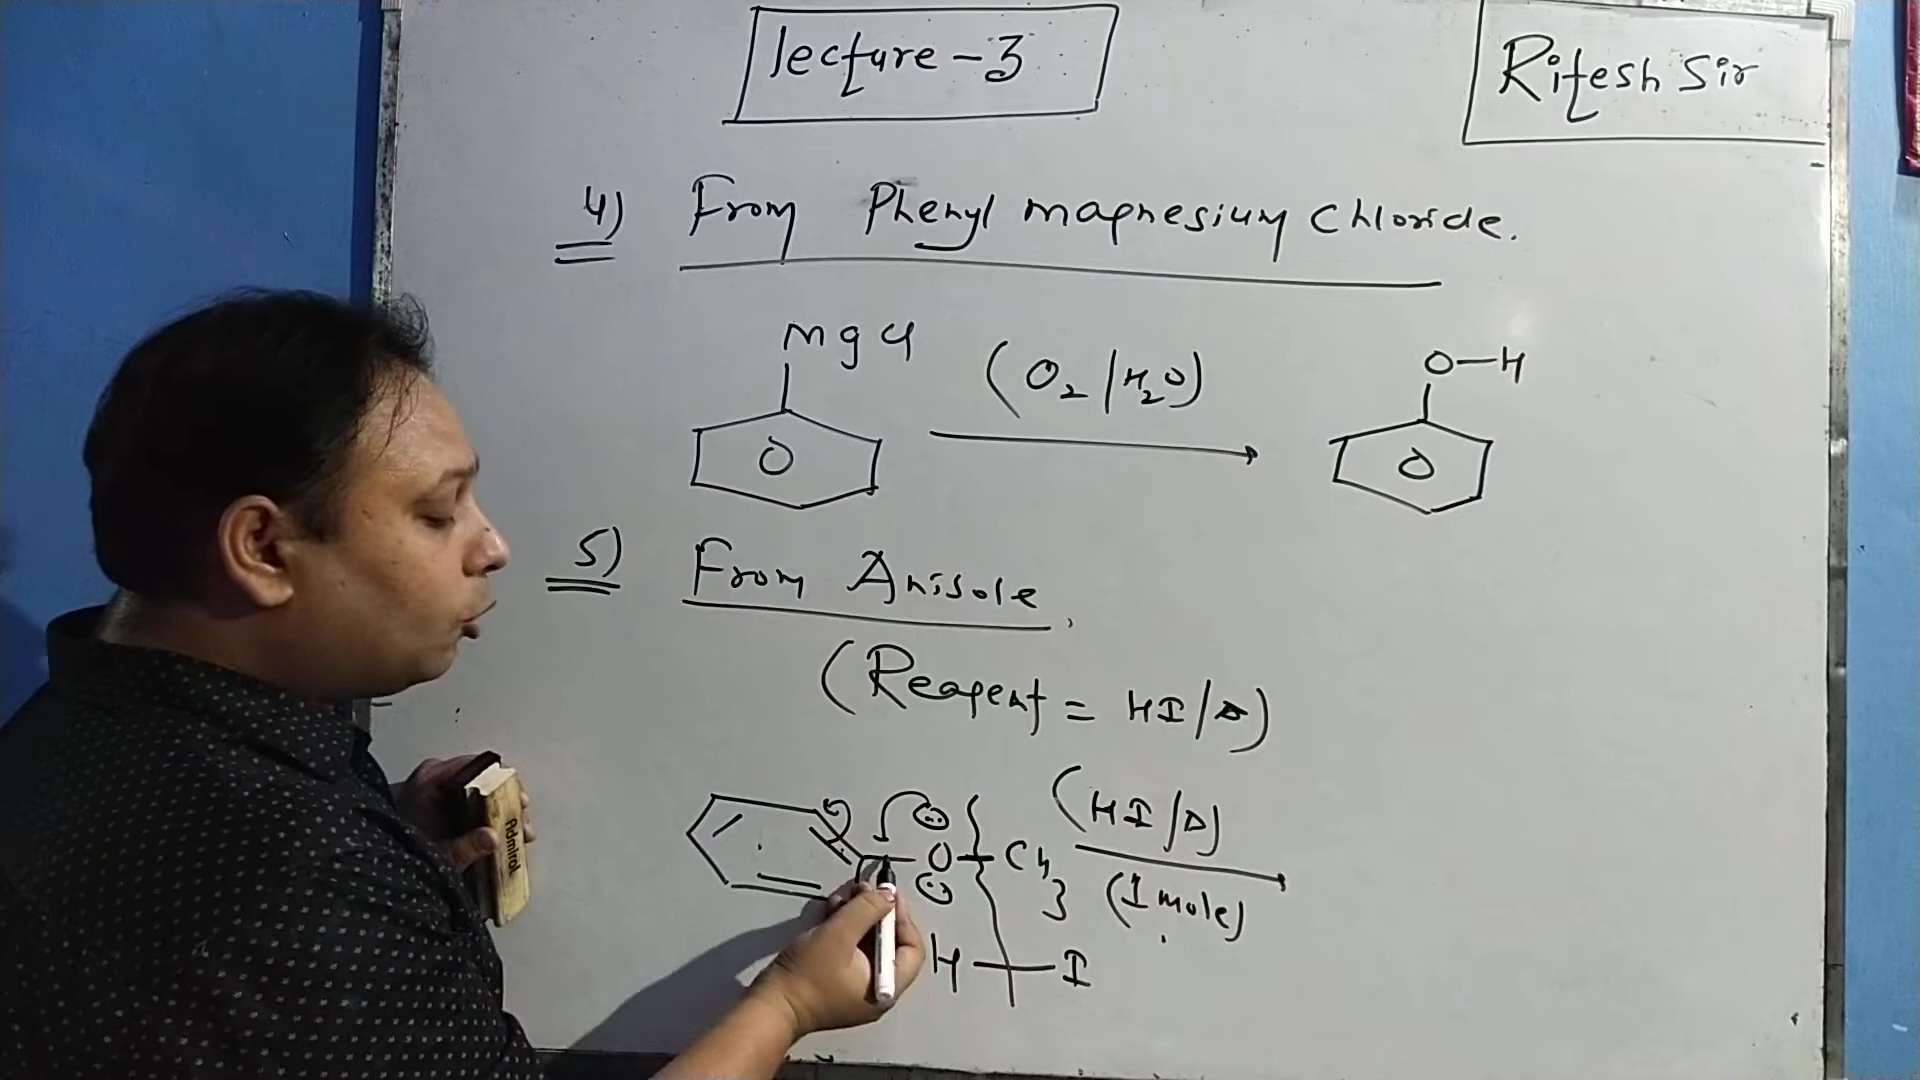 lecture-3
Ritesh Sir
4) From Phenyl magnesium Chloride.
MgCl
(O2/H2O)
O-H
5) From Anisole.
(Reagent = HI/Δ)
O-CH3
(HI/Δ)
(1 mole)
H-I
Admiral